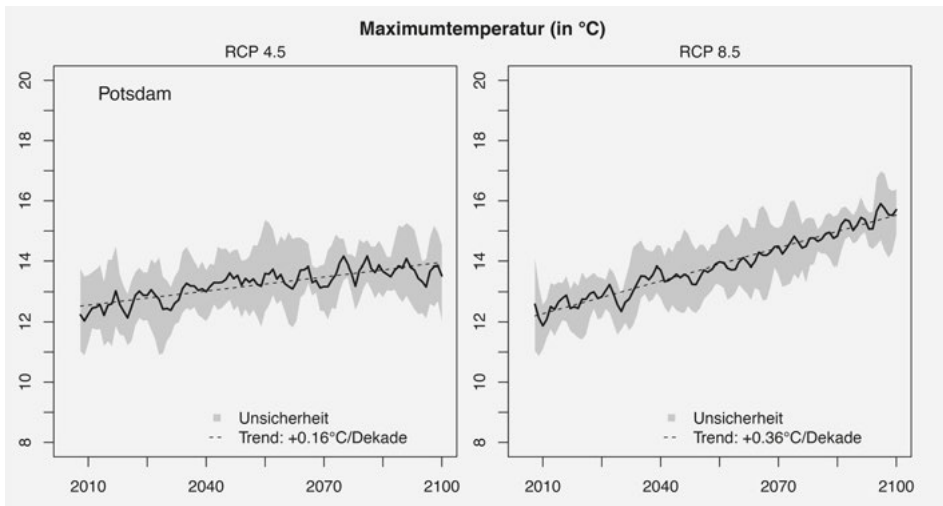 Maximumtemperatur (in °C)
RCP 4.5
RCP 8.5
Potsdam
20
18
16
14
12
10
8
20
18
16
14
12
10
8
Unsicherheit
Trend: +0.16°C/Dekade
Unsicherheit
Trend: +0.36°C/Dekade
2010 2040 2070 2100
2010 2040 2070 2100